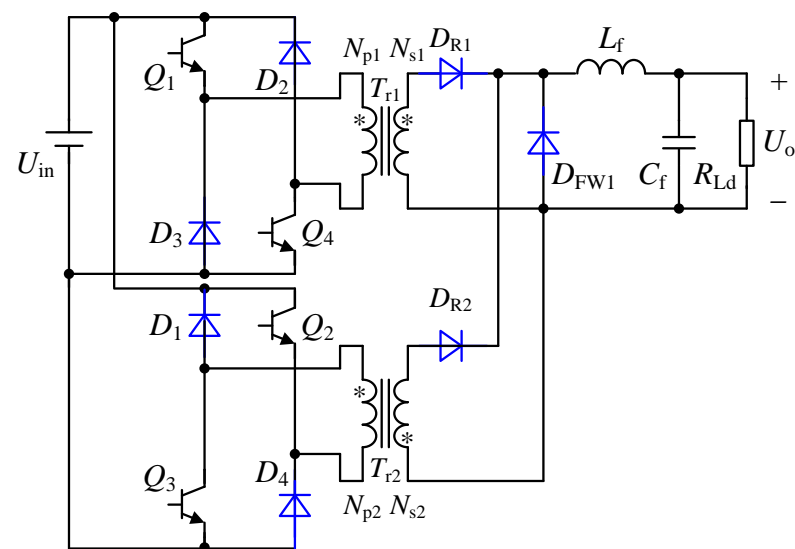 Q1
D2
Np1 Ns1
DR1
Lf
Tr1
* *
+
Uin
DFW1
Cf
RLd
Uo
−
D3
Q4
DR2
D1
Q2
*
*
Q3
D4
Tr2
Np2 Ns2